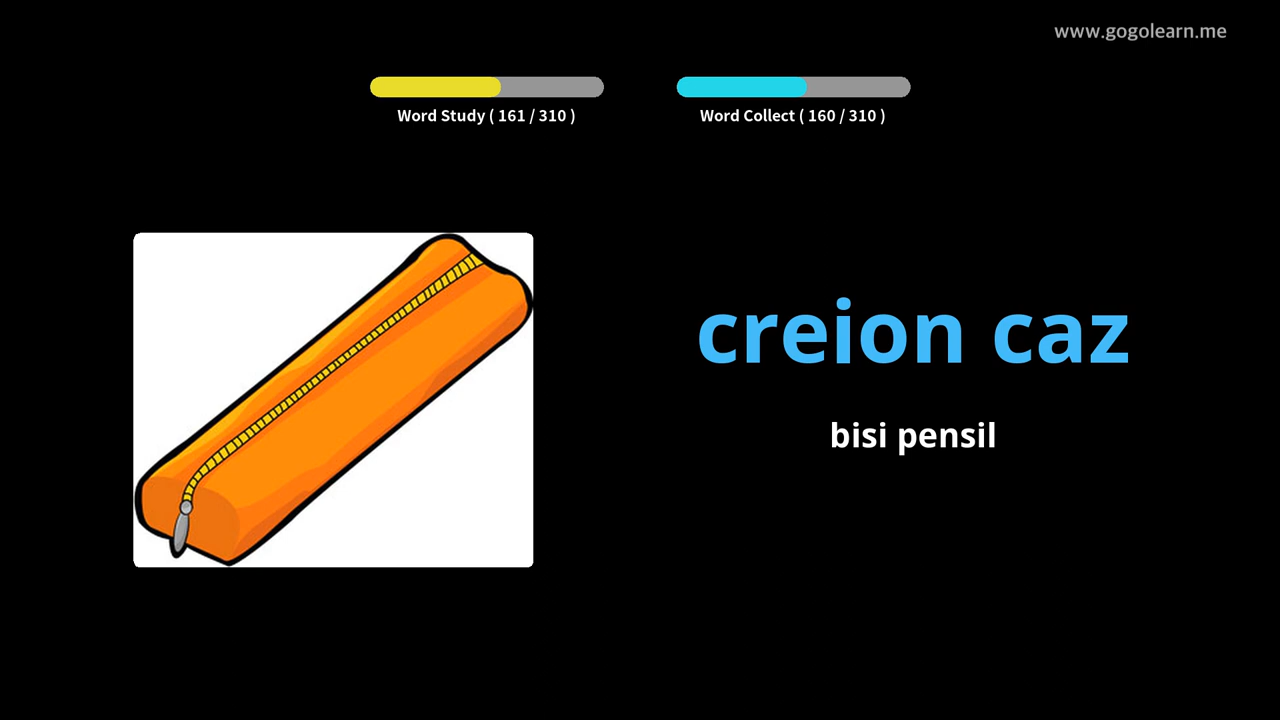 www.gogolearn.me
Word Study ( 161 / 310 )
Word Collect ( 160 / 310 )
creion caz
bisi pensil